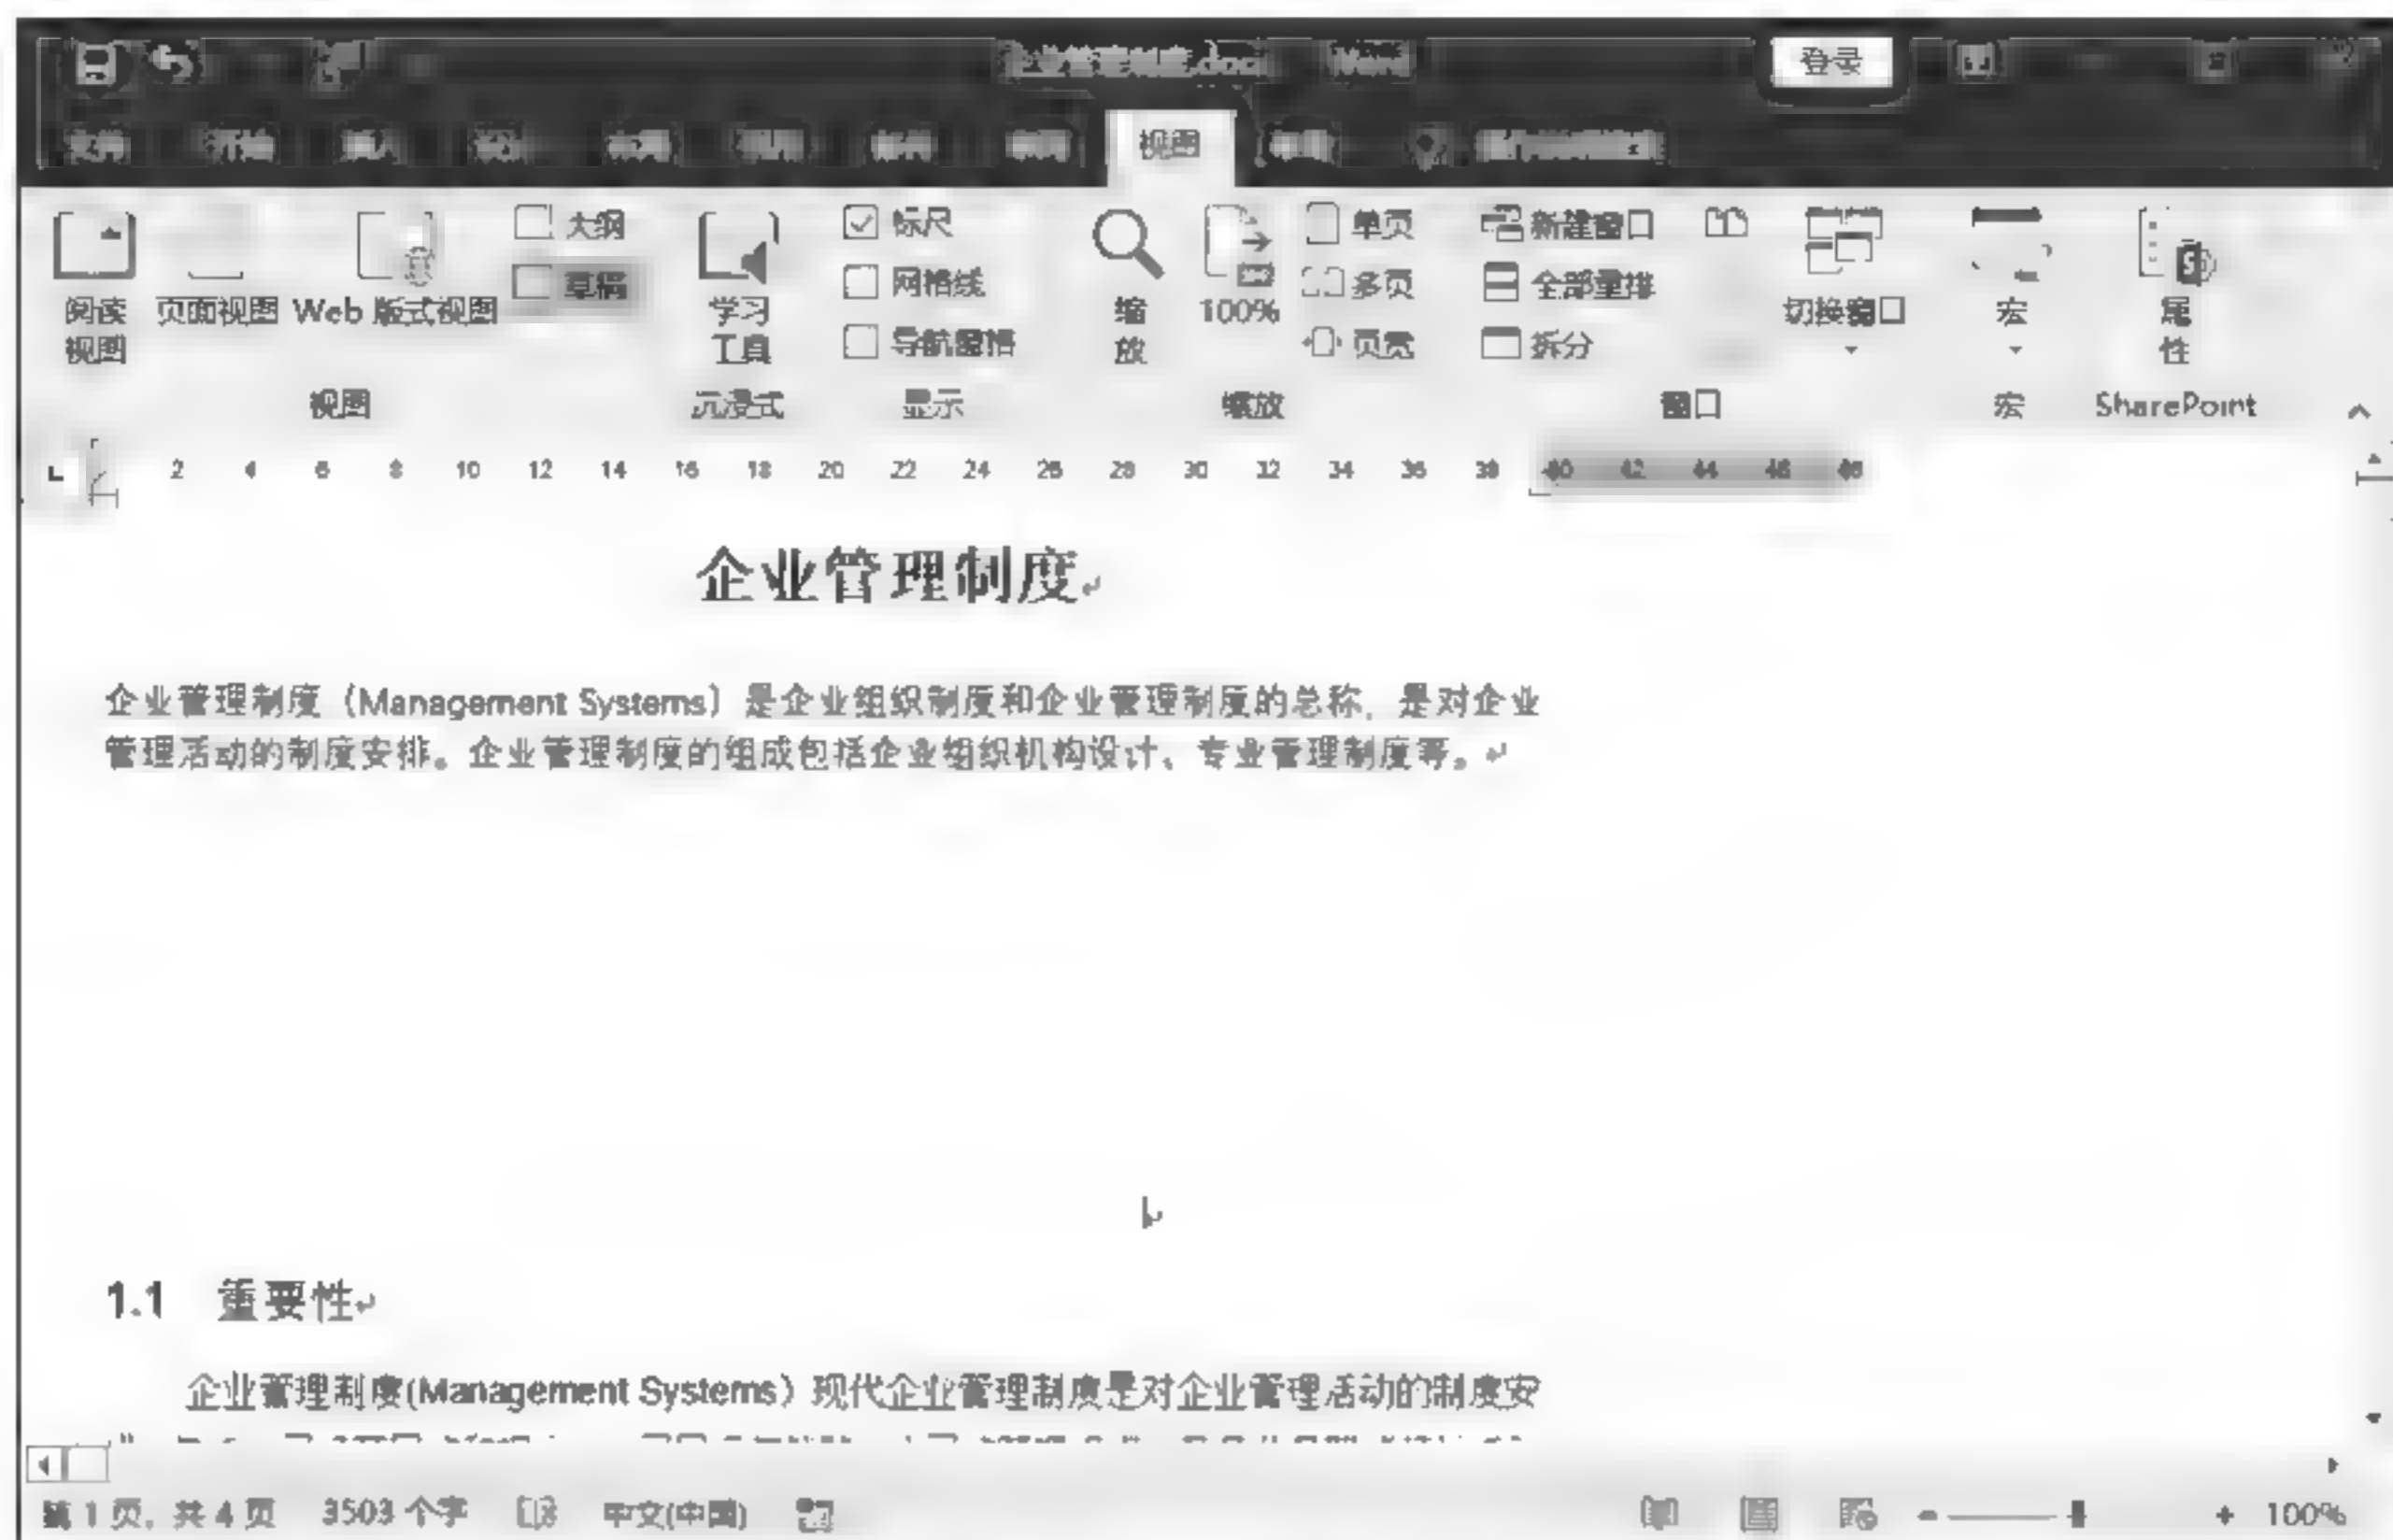 登录
视图
大纲 标尺 单页 新建窗口
草稿 网格线 多页 全部重排
阅读视图 页面视图 Web 版式视图 学习工具 导航窗格 缩放 100% 页宽 拆分 切换窗口 宏 属性
视图 沉浸式 显示 缩放 窗口 宏 SharePoint
2 4 6 8 10 12 14 16 18 20 22 24 26 28 30 32 34 36 38 40 42 44 46 48
企业管理制度
企业管理制度（Management Systems）是企业组织制度和企业管理制度的总称，是对企业
管理活动的制度安排。企业管理制度的组成包括企业组织机构设计、专业管理制度等。
1.1 重要性
企业管理制度(Management Systems）现代企业管理制度是对企业管理活动的制度安
第 1 页，共 4 页 3503 个字 中文(中国) 100%